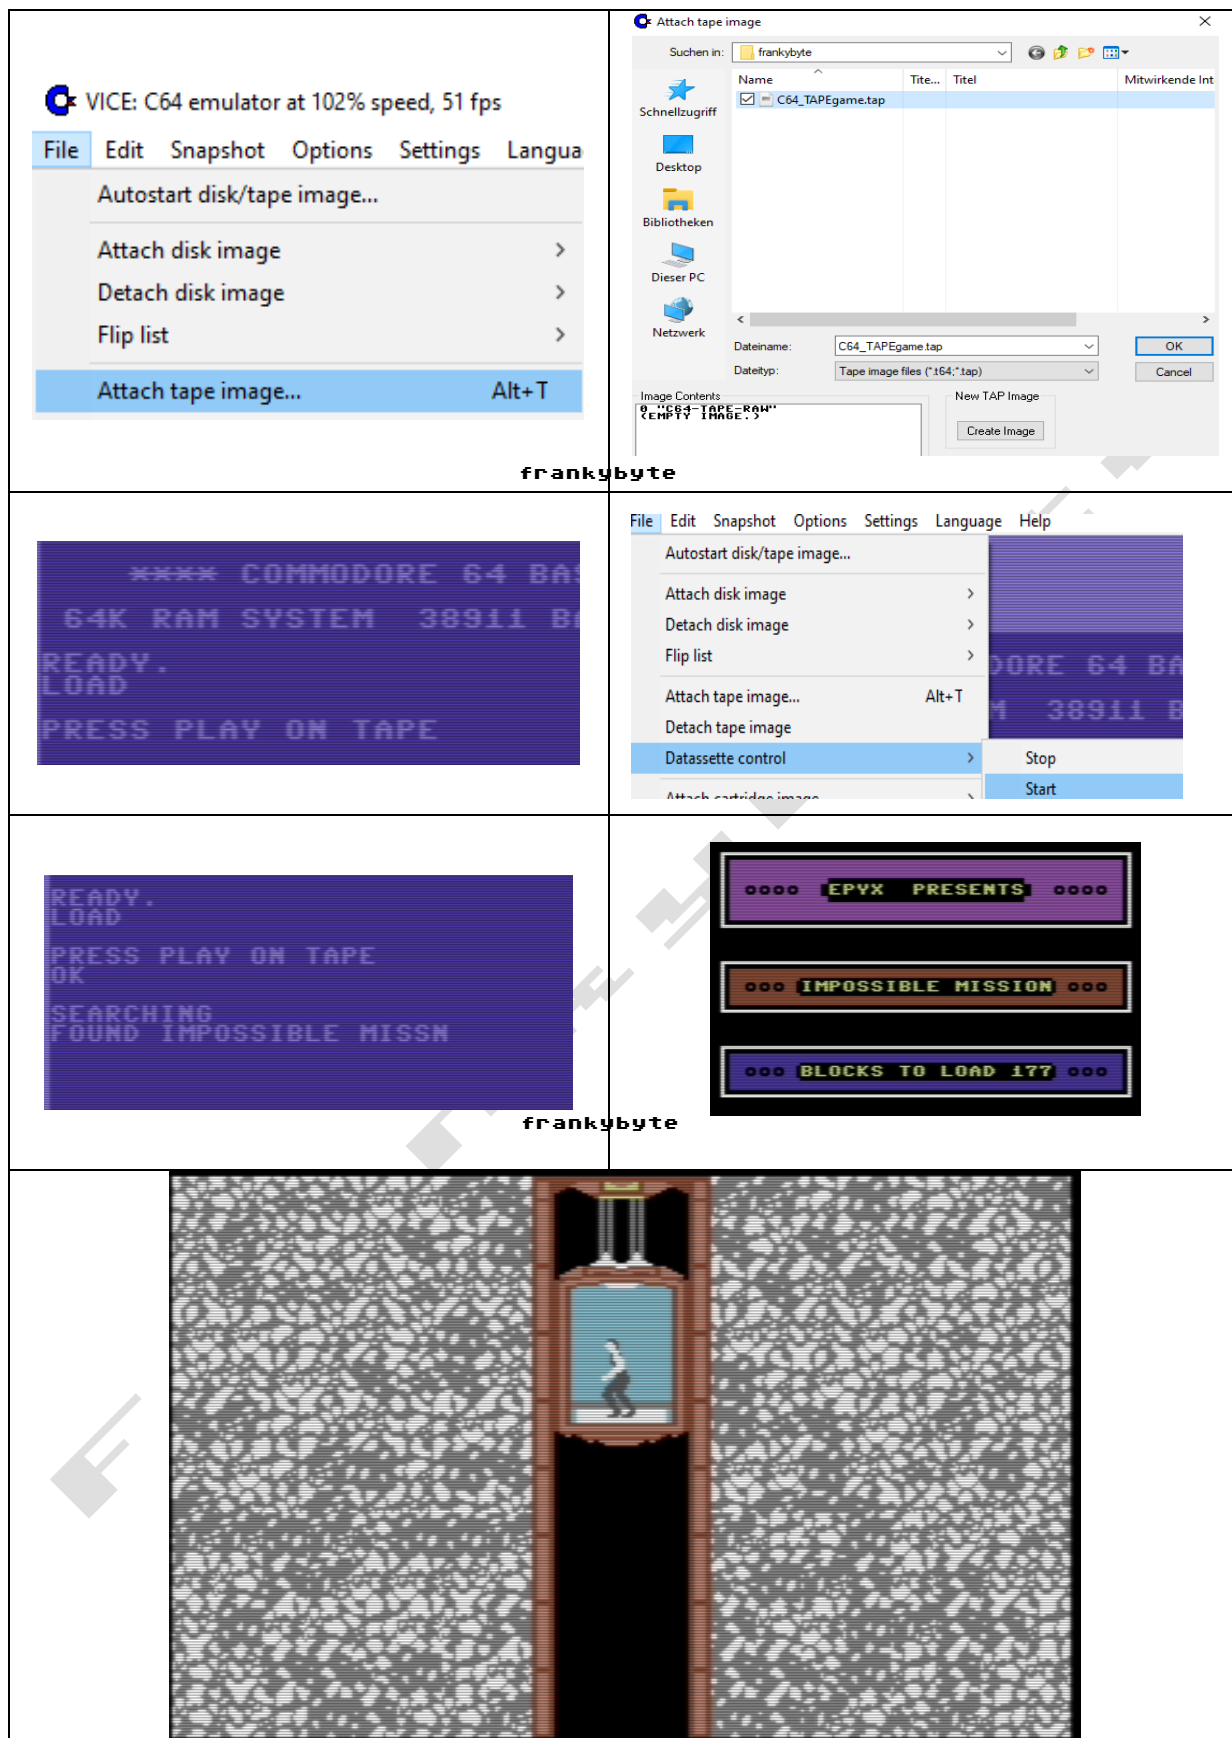 VICE: C64 emulator at 102% speed, 51 fps
File Edit Snapshot Options Settings Langua
Autostart disk/tape image...
Attach disk image
Detach disk image
Flip list
Attach tape image... Alt+T
Attach tape image
Suchen in: frankybyte
Name Tite... Titel Mitwirkende Int
C64_TAPEgame.tap
Schnellzugriff
Desktop
Bibliotheken
Dieser PC
Netzwerk
Dateiname: C64_TAPEgame.tap OK
Dateityp: Tape image files (*.t64;*.tap) Cancel
Image Contents New TAP Image
0 "C64-TAPE-RAW"
(EMPTY IMAGE.)
Create Image
frankybyte
**** COMMODORE 64 BAS
64K RAM SYSTEM 38911 BA
READY.
LOAD
PRESS PLAY ON TAPE
File Edit Snapshot Options Settings Language Help
Autostart disk/tape image...
Attach disk image
Detach disk image
Flip list
Attach tape image... Alt+T
Detach tape image
Datassette control Stop
Attach cartridge image Start
DORE 64 BA
M 38911 B
READY.
LOAD
PRESS PLAY ON TAPE
OK
SEARCHING
FOUND IMPOSSIBLE MISSN
EPYX PRESENTS
IMPOSSIBLE MISSION
BLOCKS TO LOAD 177
frankybyte